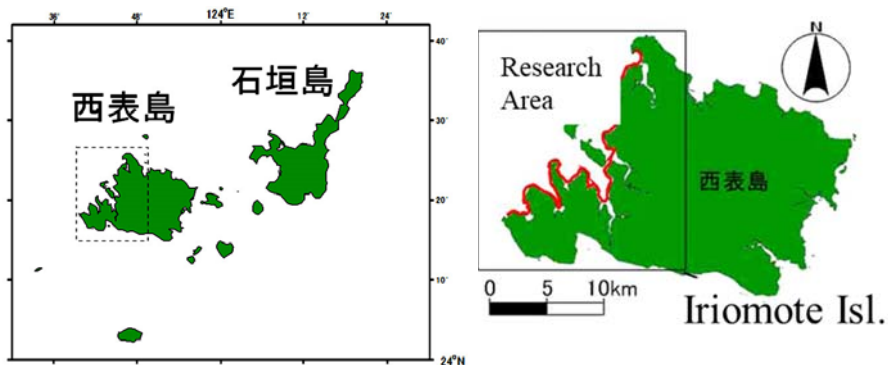 36′ 48′ 124°E 12′ 24′
40′
西表島
石垣島
30′
20′
10′
24°N
Research
Area
N
西表島
0 5 10km
Iriomote Isl.